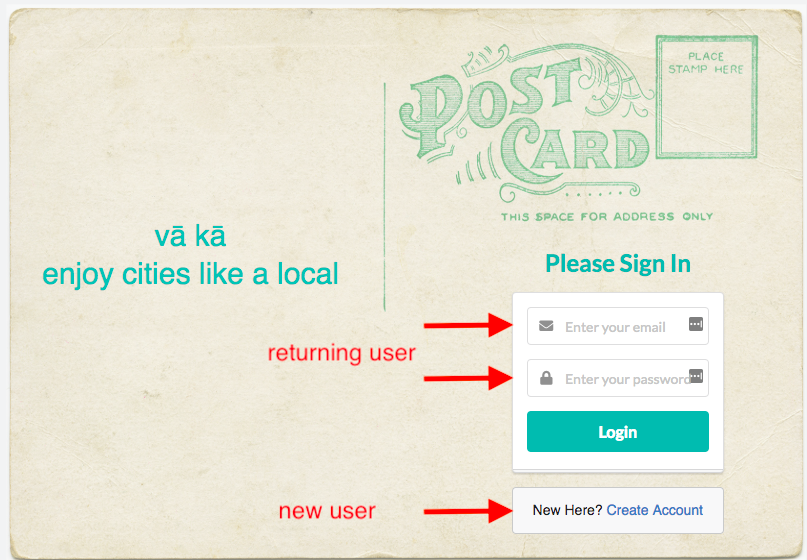 POST
CARD
PLACE
STAMP HERE
THIS SPACE FOR ADDRESS ONLY
vā kā
enjoy cities like a local
Please Sign In
Enter your email
returning user
Enter your password
Login
new user
New Here? Create Account